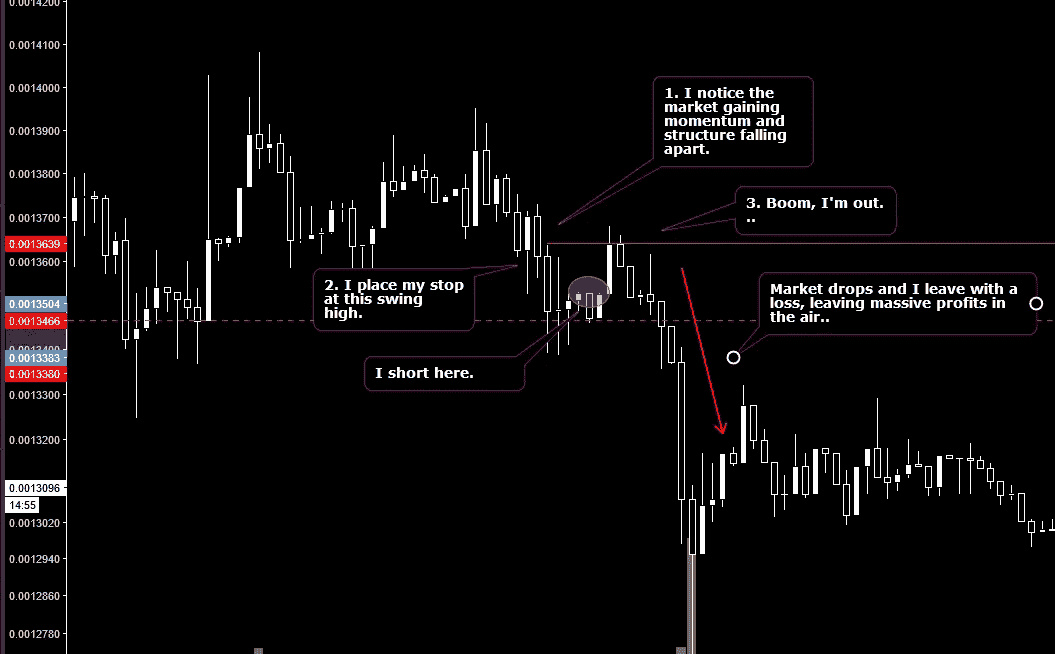 0.0014200
0.0014100
0.0014000
0.0013900
0.0013800
0.0013700
0.0013639
0.0013600
0.0013504
0.0013466
0.0013400
0.0013383
0.0013380
0.0013300
0.0013200
0.0013096
14:55
0.0013020
0.0012940
0.0012860
0.0012780
1. I notice the
market gaining
momentum and
structure falling
apart.
3. Boom, I'm out.
..
2. I place my stop
at this swing
high.
Market drops and I leave with a
loss, leaving massive profits in
the air..
I short here.